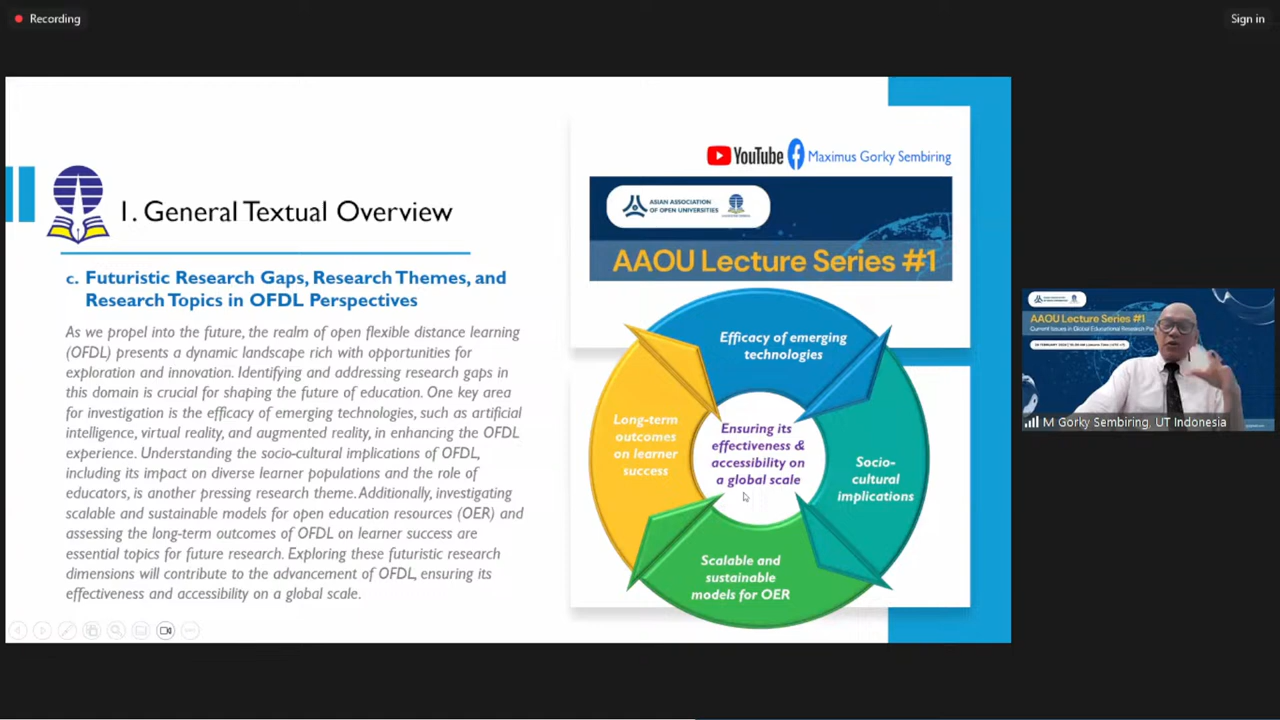 Recording
Sign in
YouTube
Maximus Gorky Sembiring
1. General Textual Overview
ASIAN ASSOCIATION
OF OPEN UNIVERSITIES
AAOU Lecture Series #1
c. Futuristic Research Gaps, Research Themes, and
Research Topics in OFDL Perspectives
As we propel into the future, the realm of open flexible distance learning
(OFDL) presents a dynamic landscape rich with opportunities for
exploration and innovation. Identifying and addressing research gaps in
this domain is crucial for shaping the future of education. One key area
for investigation is the efficacy of emerging technologies, such as artificial
intelligence, virtual reality, and augmented reality, in enhancing the OFDL
experience. Understanding the socio-cultural implications of OFDL,
including its impact on diverse learner populations and the role of
educators, is another pressing research theme. Additionally, investigating
scalable and sustainable models for open education resources (OER) and
assessing the long-term outcomes of OFDL on learner success are
essential topics for future research. Exploring these futuristic research
dimensions will contribute to the advancement of OFDL, ensuring its
effectiveness and accessibility on a global scale.
Efficacy of emerging
technologies
Long-term
outcomes
on learner
success
Ensuring its
effectiveness &
accessibility on
a global scale
Socio-
cultural
implications
Scalable and
sustainable
models for OER
AAOU Lecture Series #1
Current Issues in Global Educational Research
M Gorky Sembiring, UT Indonesia